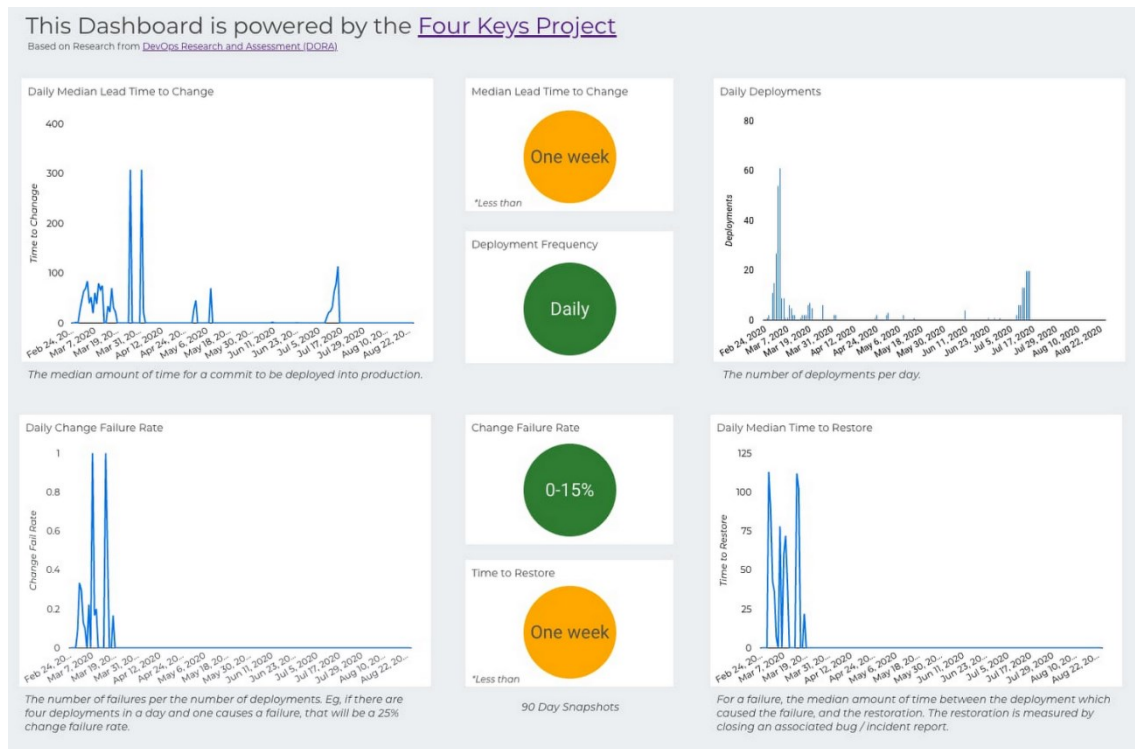 This Dashboard is powered by the Four Keys Project
Based on Research from DevOps Research and Assessment (DORA)
Daily Median Lead Time to Change
400
300
200
100
0
Time to Chanage
Feb 24, 20...
Mar 7, 2020
Mar 19, 20...
Mar 31, 20...
Apr 12, 2020
Apr 24, 20...
May 6, 2020
May 18, 20...
May 30, 20...
Jun 11, 2020
Jun 23, 20...
Jul 5, 2020
Jul 17, 2020
Jul 29, 2020
Aug 10, 20...
Aug 22, 20...
The median amount of time for a commit to be deployed into production.
Median Lead Time to Change
One week
*Less than
Deployment Frequency
Daily
Daily Deployments
80
60
40
20
0
Deployments
Feb 24, 2020
Mar 7, 2020
Mar 19, 2020
Mar 31, 2020
Apr 12, 2020
Apr 24, 2020
May 6, 2020
May 18, 2020
May 30, 2020
Jun 11, 2020
Jun 23, 2020
Jul 5, 2020
Jul 17, 2020
Jul 29, 2020
Aug 10, 2020
Aug 22, 2020
The number of deployments per day.
Daily Change Failure Rate
1
0.8
0.6
0.4
0.2
0
Change Fail Rate
Feb 24, 20...
Mar 7, 2020
Mar 19, 20...
Mar 31, 20...
Apr 12, 2020
Apr 24, 20...
May 6, 2020
May 18, 20...
May 30, 20...
Jun 11, 2020
Jun 23, 20...
Jul 5, 2020
Jul 17, 2020
Jul 29, 2020
Aug 10, 20...
Aug 22, 20...
The number of failures per the number of deployments. Eg, if there are
four deployments in a day and one causes a failure, that will be a 25%
change failure rate.
Change Failure Rate
0-15%
Time to Restore
One week
*Less than
90 Day Snapshots
Daily Median Time to Restore
125
100
75
50
25
0
Time to Restore
Feb 24, 20...
Mar 7, 2020
Mar 19, 20...
Mar 31, 20...
Apr 12, 2020
Apr 24, 20...
May 6, 2020
May 18, 20...
May 30, 20...
Jun 11, 2020
Jun 23, 20...
Jul 5, 2020
Jul 17, 2020
Jul 29, 2020
Aug 10, 20...
Aug 22, 20...
For a failure, the median amount of time between the deployment which
caused the failure, and the restoration. The restoration is measured by
closing an associated bug / incident report.